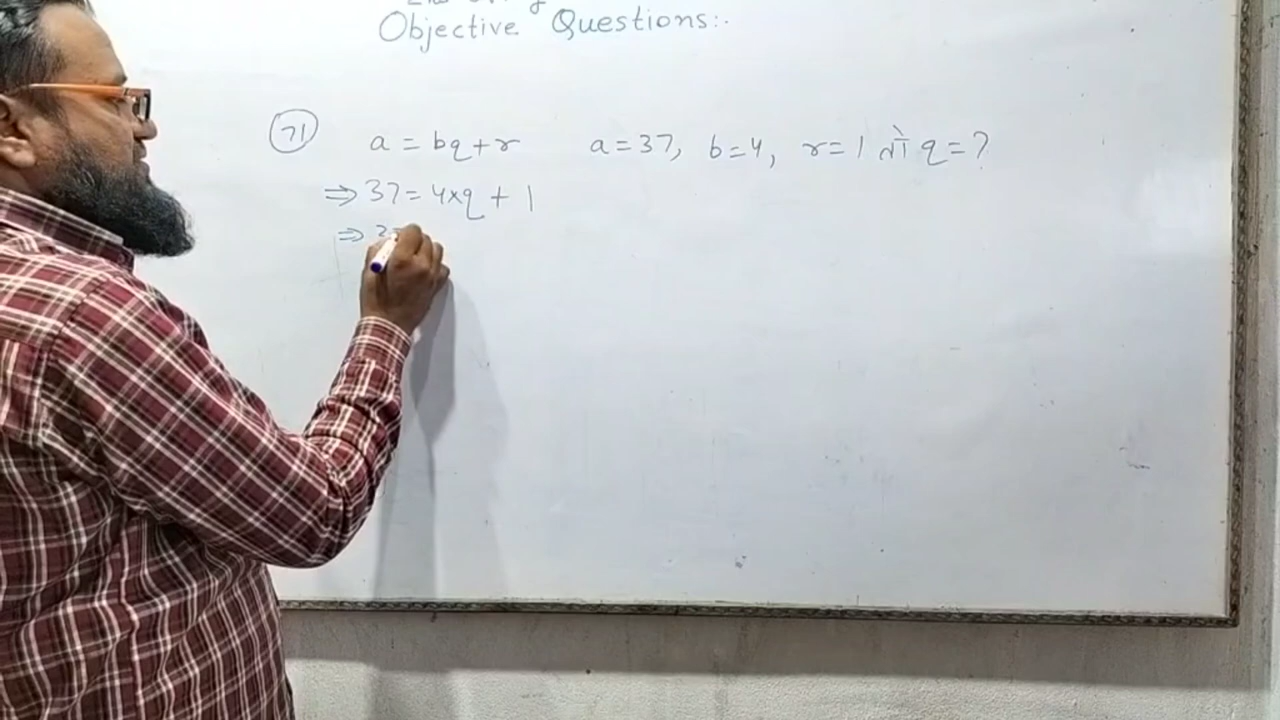 Objective Questions:-
71 a = bq + r a = 37, b = 4, r = 1 तो q = ?
⇒ 37 = 4×q + 1
⇒